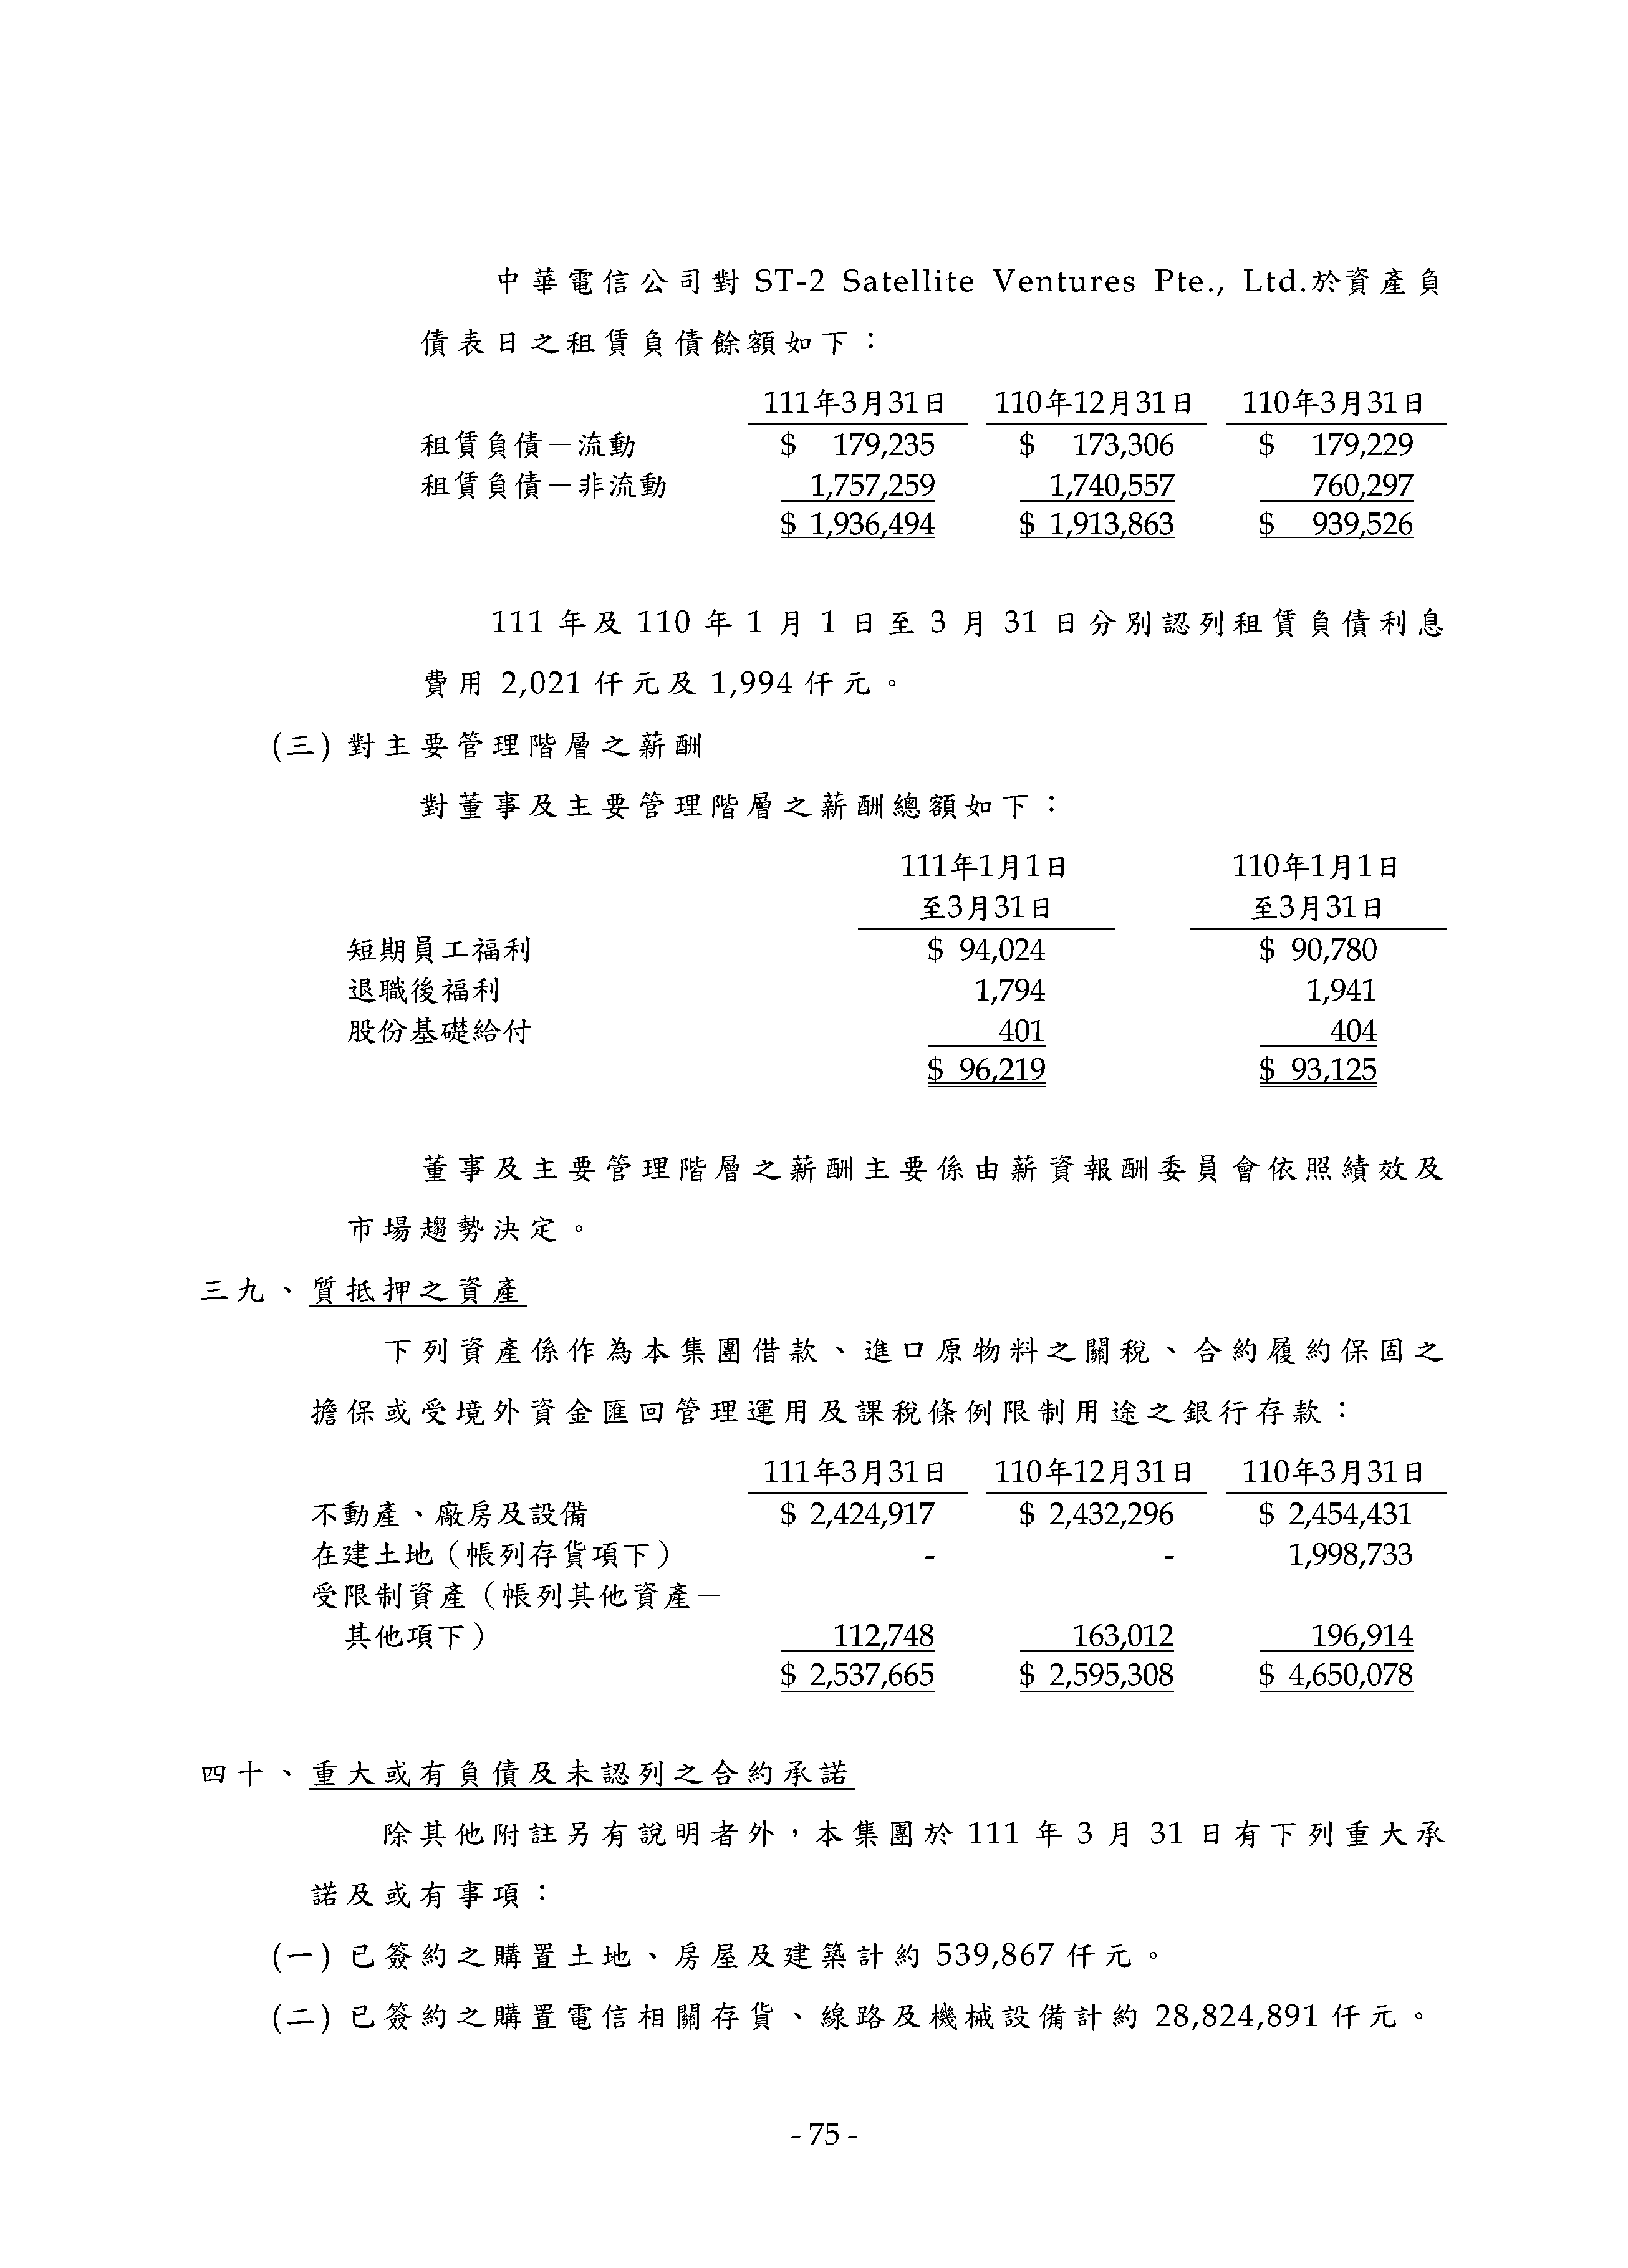 中華電信公司對 ST-2 Satellite Ventures Pte., Ltd.於資產負
債表日之租賃負債餘額如下：
111年3月31日 110年12月31日 110年3月31日
租賃負債－流動 $ 179,235 $ 173,306 $ 179,229
租賃負債－非流動 1,757,259 1,740,557 760,297
$ 1,936,494 $ 1,913,863 $ 939,526
111 年及 110 年 1 月 1 日至 3 月 31 日分別認列租賃負債利息
費用 2,021 仟元及 1,994 仟元。
(三) 對主要管理階層之薪酬
對董事及主要管理階層之薪酬總額如下：
111年1月1日 110年1月1日
至3月31日 至3月31日
短期員工福利 $ 94,024 $ 90,780
退職後福利 1,794 1,941
股份基礎給付 401 404
$ 96,219 $ 93,125
董事及主要管理階層之薪酬主要係由薪資報酬委員會依照績效及
市場趨勢決定。
三九、質抵押之資產
下列資產係作為本集團借款、進口原物料之關稅、合約履約保固之
擔保或受境外資金匯回管理運用及課稅條例限制用途之銀行存款：
111年3月31日 110年12月31日 110年3月31日
不動產、廠房及設備 $ 2,424,917 $ 2,432,296 $ 2,454,431
在建土地（帳列存貨項下） - - 1,998,733
受限制資產（帳列其他資產－
其他項下） 112,748 163,012 196,914
$ 2,537,665 $ 2,595,308 $ 4,650,078
四十、重大或有負債及未認列之合約承諾
除其他附註另有說明者外，本集團於 111 年 3 月 31 日有下列重大承
諾及或有事項：
(一) 已簽約之購置土地、房屋及建築計約 539,867 仟元。
(二) 已簽約之購置電信相關存貨、線路及機械設備計約 28,824,891 仟元。
- 75 -